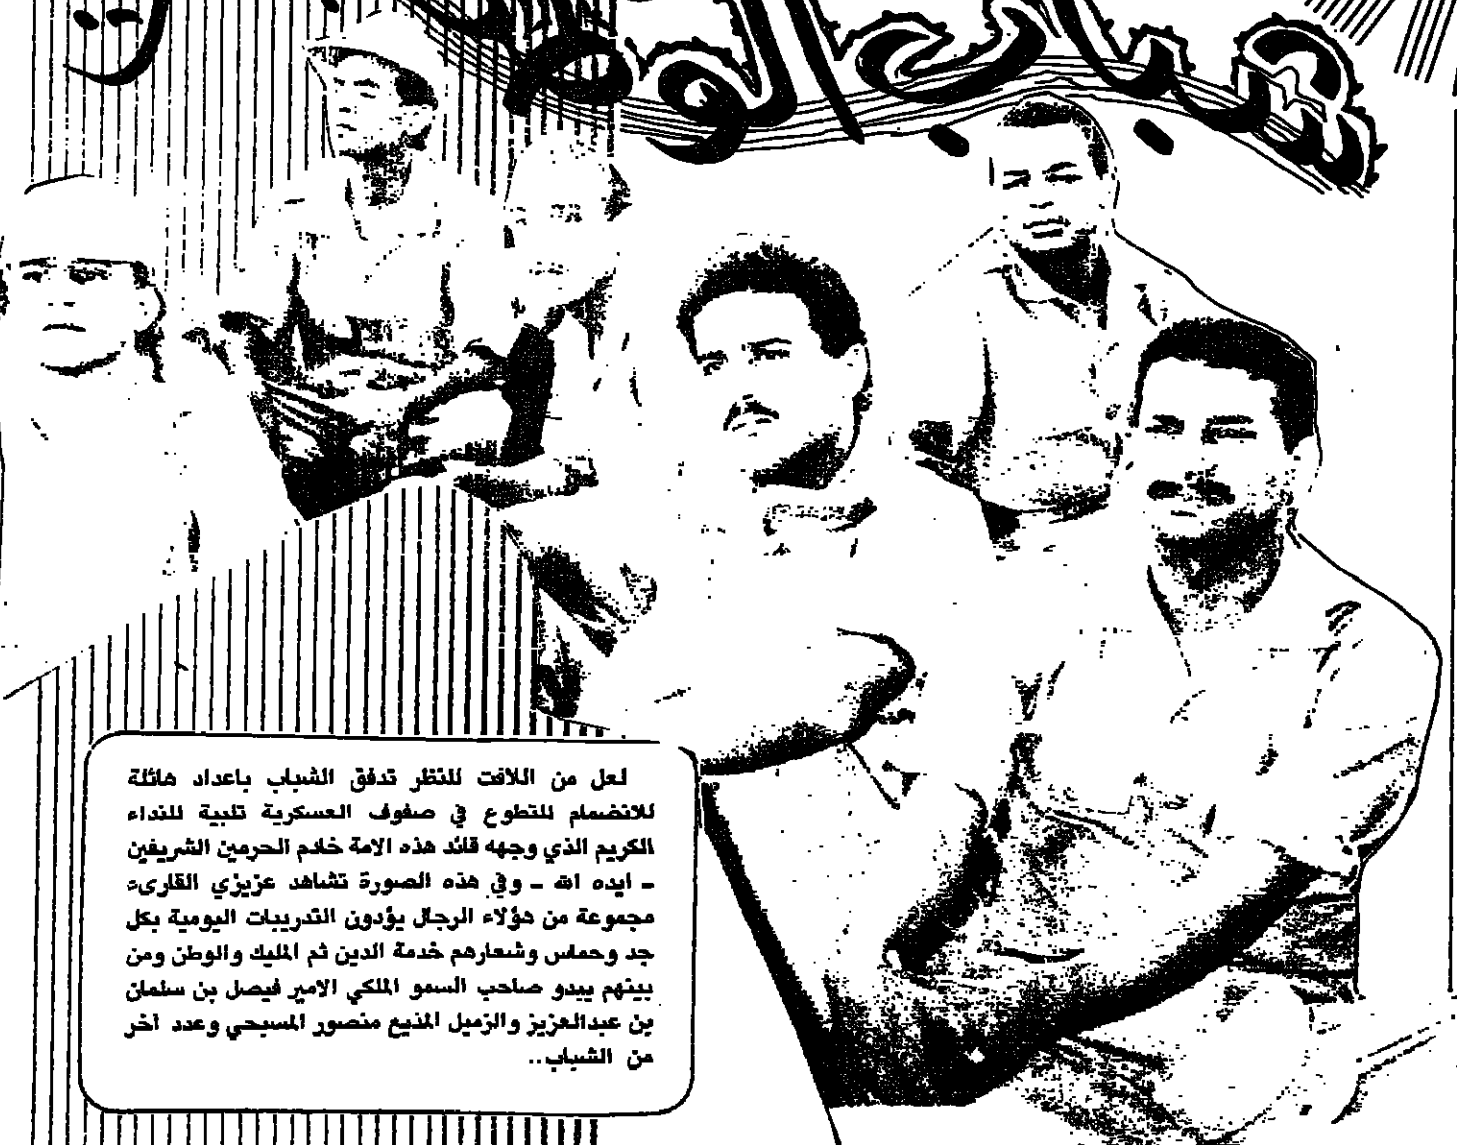 لعل من اللافت للنظر تدفق الشباب باعداد هائلة
للانضمام للتطوع في صفوف العسكرية تلبية للنداء
الكريم الذي وجهه قائد هذه الامة خادم الحرمين الشريفين
ـ ايده الله ـ وفي هذه الصورة تشاهد عزيزي القارىء
مجموعة من هؤلاء الرجال يؤدون التدريبات اليومية بكل
جد وحماس وشعارهم خدمة الدين ثم المليك والوطن ومن
بينهم يبدو صاحب السمو الملكي الامير فيصل بن سلمان
بن عبدالعزيز والزميل المذيع منصور المسبحي وعدد آخر
من الشباب..